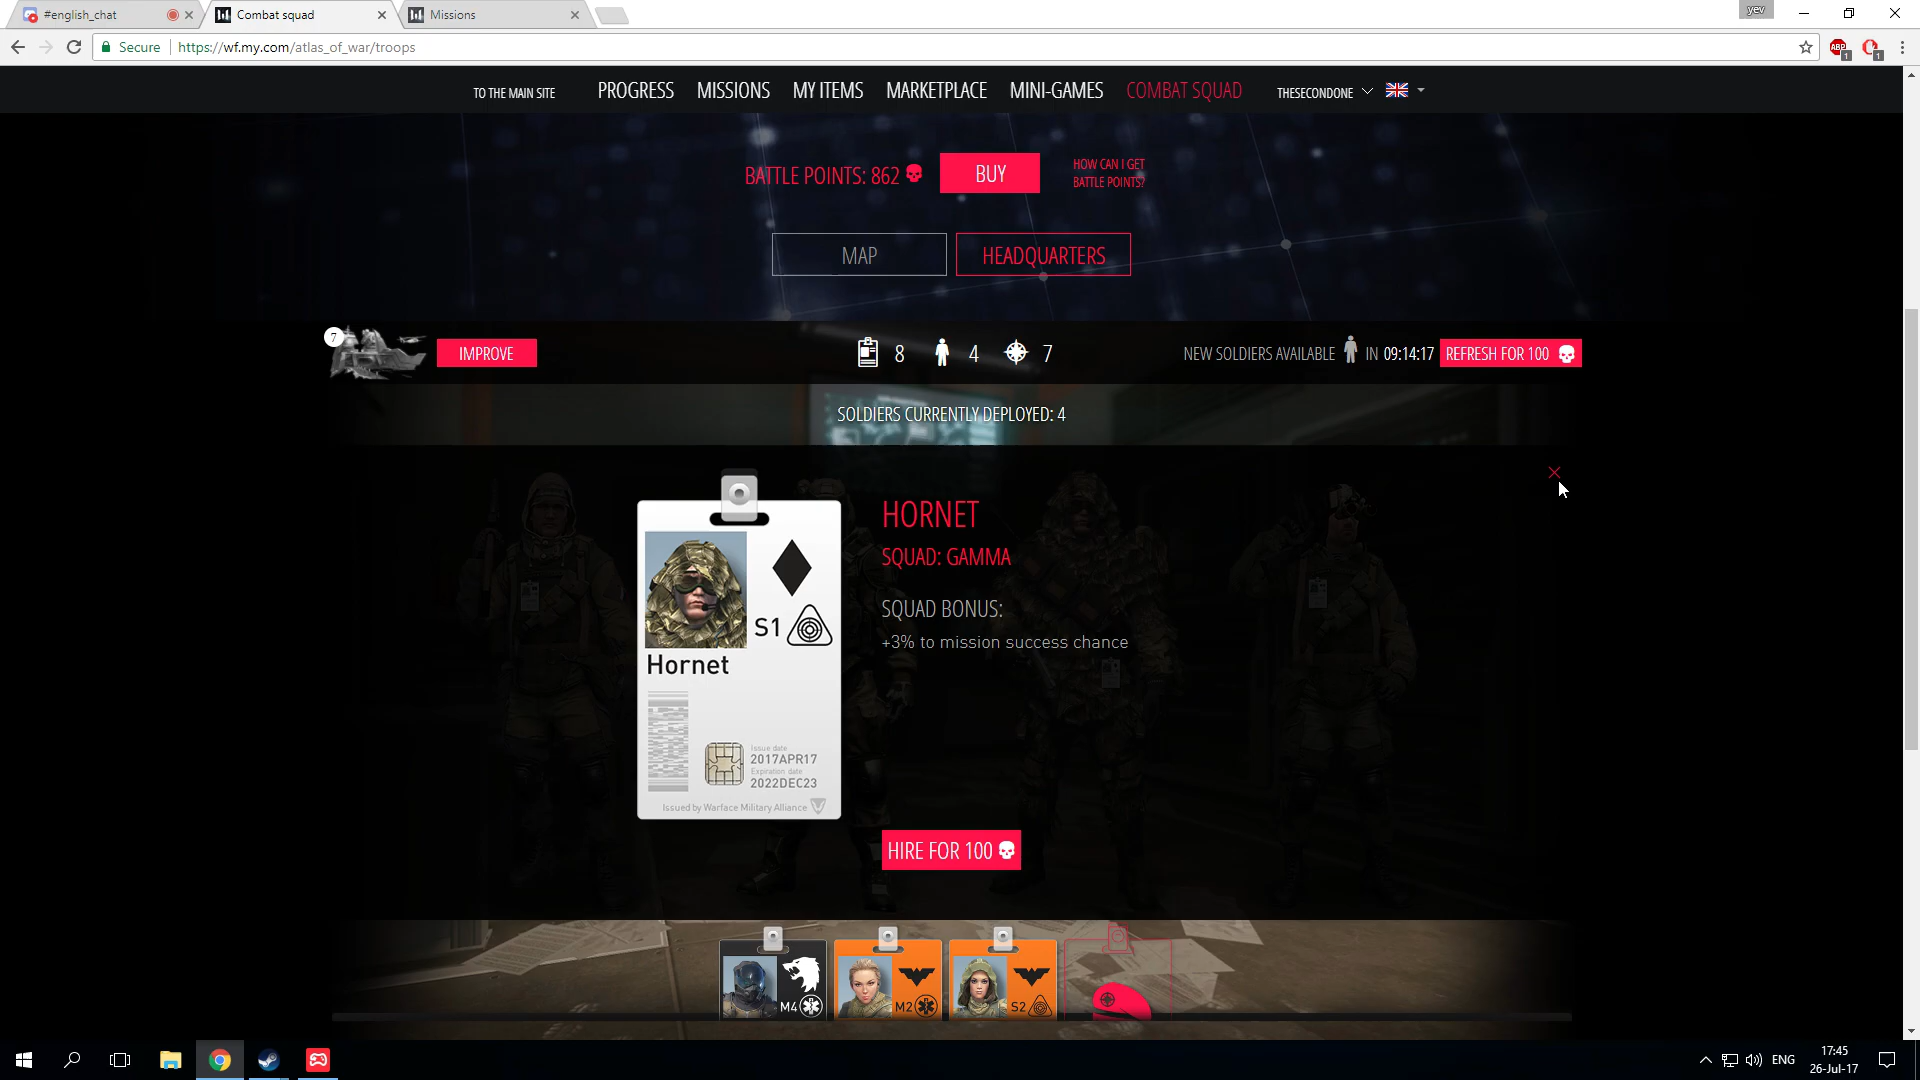 #english_chat
Combat squad
Missions
yev
Secure
https://wf.my.com/atlas_of_war/troops
ABP
1
1
TO THE MAIN SITE
PROGRESS
MISSIONS
MY ITEMS
MARKETPLACE
MINI-GAMES
COMBAT SQUAD
THESECONDONE
BATTLE POINTS: 862
BUY
HOW CAN I GET
BATTLE POINTS?
MAP
HEADQUARTERS
7
IMPROVE
8
4
7
NEW SOLDIERS AVAILABLE IN 09:14:17
REFRESH FOR 100
SOLDIERS CURRENTLY DEPLOYED: 4
S1
Hornet
Issue date
2017APR17
Expiration date
2022DEC23
Issued by Warface Military Alliance
HORNET
SQUAD: GAMMA
SQUAD BONUS:
+3% to mission success chance
HIRE FOR 100
M4
M2
S2
ENG
17:45
26-Jul-17